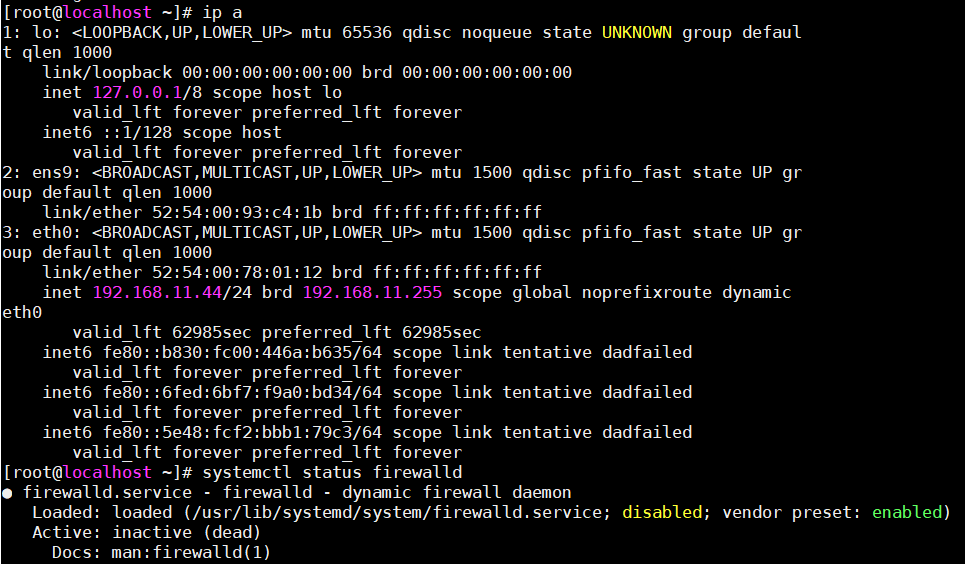 [root@localhost ~]# ip a
1: lo: <LOOPBACK,UP,LOWER_UP> mtu 65536 qdisc noqueue state UNKNOWN group defaul
t qlen 1000
    link/loopback 00:00:00:00:00:00 brd 00:00:00:00:00:00
    inet 127.0.0.1/8 scope host lo
       valid_lft forever preferred_lft forever
    inet6 ::1/128 scope host
       valid_lft forever preferred_lft forever
2: ens9: <BROADCAST,MULTICAST,UP,LOWER_UP> mtu 1500 qdisc pfifo_fast state UP gr
oup default qlen 1000
    link/ether 52:54:00:93:c4:1b brd ff:ff:ff:ff:ff:ff
3: eth0: <BROADCAST,MULTICAST,UP,LOWER_UP> mtu 1500 qdisc pfifo_fast state UP gr
oup default qlen 1000
    link/ether 52:54:00:78:01:12 brd ff:ff:ff:ff:ff:ff
    inet 192.168.11.44/24 brd 192.168.11.255 scope global noprefixroute dynamic
eth0
       valid_lft 62985sec preferred_lft 62985sec
    inet6 fe80::b830:fc00:446a:b635/64 scope link tentative dadfailed
       valid_lft forever preferred_lft forever
    inet6 fe80::6fed:6bf7:f9a0:bd34/64 scope link tentative dadfailed
       valid_lft forever preferred_lft forever
    inet6 fe80::5e48:fcf2:bbb1:79c3/64 scope link tentative dadfailed
       valid_lft forever preferred_lft forever
[root@localhost ~]# systemctl status firewalld
● firewalld.service - firewalld - dynamic firewall daemon
   Loaded: loaded (/usr/lib/systemd/system/firewalld.service; disabled; vendor preset: enabled)
   Active: inactive (dead)
     Docs: man:firewalld(1)